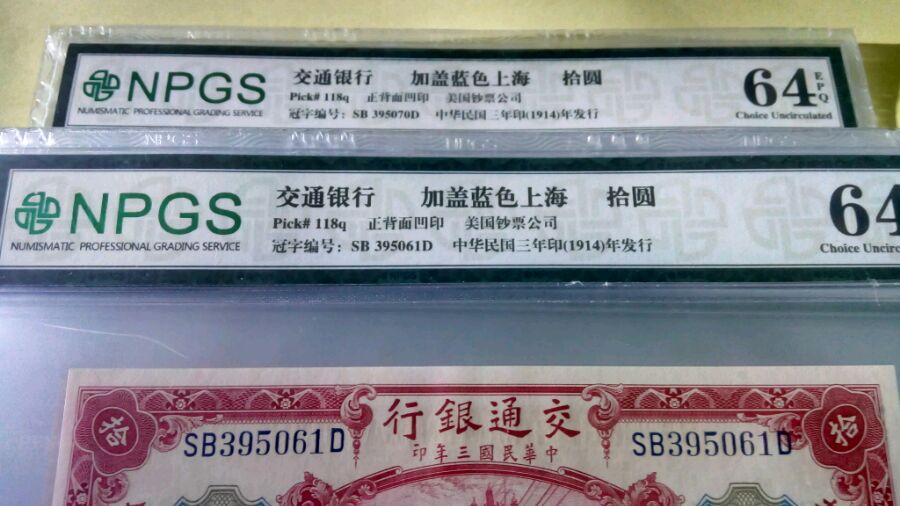 NPGS
NUMISMATIC PROFESSIONAL GRADING SERVICE
交通银行 加盖蓝色上海 拾圆
Pick# 118q 正背面凹印 美国钞票公司
冠字编号: SB 395070D 中华民国三年印(1914)年发行
64 EPQ
Choice Uncirculated
NPGS
NUMISMATIC PROFESSIONAL GRADING SERVICE
交通银行 加盖蓝色上海 拾圆
Pick# 118q 正背面凹印 美国钞票公司
冠字编号: SB 395061D 中华民国三年印(1914)年发行
64
Choice Uncirc
行銀通交
印年三國民華中
拾 SB395061D SB395061D 拾